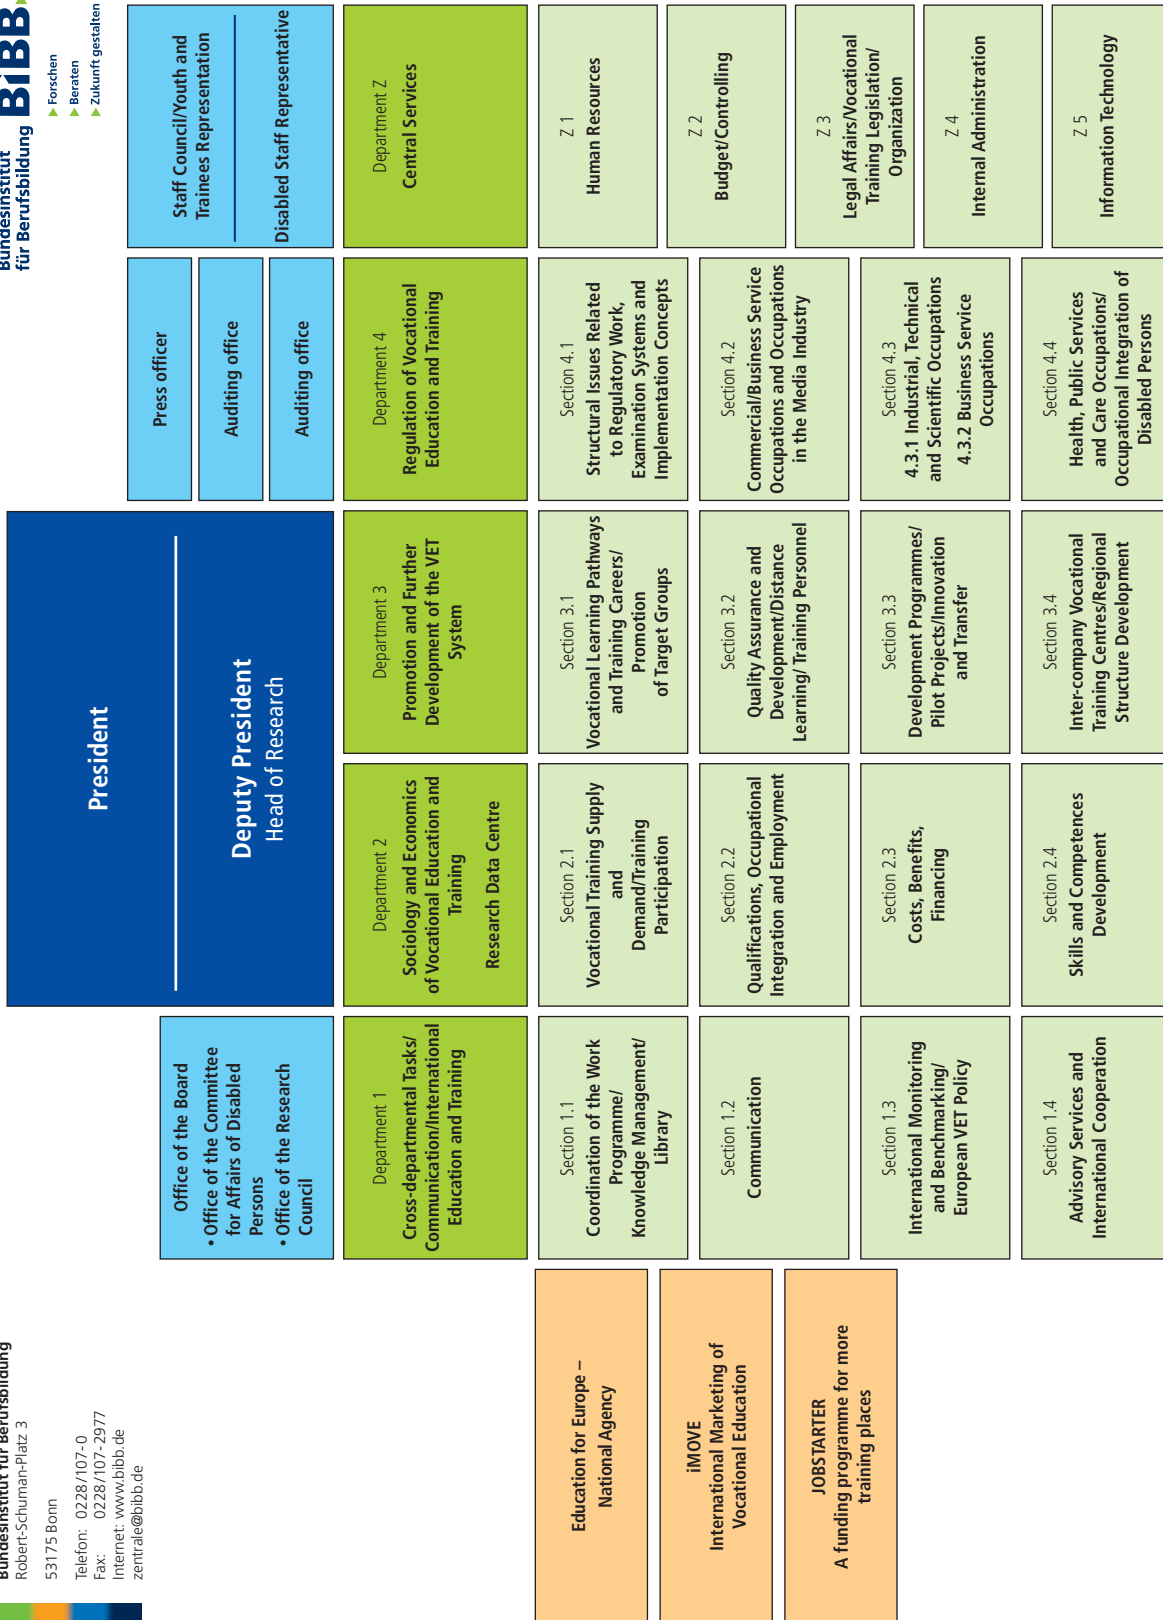 Bundesinstitut für Berufsbildung
Robert-Schuman-Platz 3
53175 Bonn
Telefon: 0228/107-0
Fax: 0228/107-2977
Internet: www.bibb.de
zentrale@bibb.de
Bundesinstitut
für Berufsbildung
BiBB
Forschen
Beraten
Zukunft gestalten
President
Deputy President
Head of Research
Office of the Board
• Office of the Committee
for Affairs of Disabled
Persons
• Office of the Research
Council
Press officer
Auditing office
Auditing office
Staff Council/Youth and
Trainees Representation
Disabled Staff Representative
Department 1
Cross-departmental Tasks/
Communication/International
Education and Training
Department 2
Sociology and Economics
of Vocational Education and
Training
Research Data Centre
Department 3
Promotion and Further
Development of the VET
System
Department 4
Regulation of Vocational
Education and Training
Department Z
Central Services
Education for Europe –
National Agency
iMOVE
International Marketing of
Vocational Education
JOBSTARTER
A funding programme for more
training places
Section 1.1
Coordination of the Work
Programme/
Knowledge Management/
Library
Section 1.2
Communication
Section 1.3
International Monitoring
and Benchmarking/
European VET Policy
Section 1.4
Advisory Services and
International Cooperation
Section 2.1
Vocational Training Supply
and
Demand/Training
Participation
Section 2.2
Qualifications, Occupational
Integration and Employment
Section 2.3
Costs, Benefits,
Financing
Section 2.4
Skills and Competences
Development
Section 3.1
Vocational Learning Pathways
and Training Careers/
Promotion
of Target Groups
Section 3.2
Quality Assurance and
Development/Distance
Learning/ Training Personnel
Section 3.3
Development Programmes/
Pilot Projects/Innovation
and Transfer
Section 3.4
Inter-company Vocational
Training Centres/Regional
Structure Development
Section 4.1
Structural Issues Related
to Regulatory Work,
Examination Systems and
Implementation Concepts
Section 4.2
Commercial/Business Service
Occupations and Occupations
in the Media Industry
Section 4.3
4.3.1 Industrial, Technical
and Scientific Occupations
4.3.2 Business Service
Occupations
Section 4.4
Health, Public Services
and Care Occupations/
Occupational Integration of
Disabled Persons
Z 1
Human Resources
Z 2
Budget/Controlling
Z 3
Legal Affairs/Vocational
Training Legislation/
Organization
Z 4
Internal Administration
Z 5
Information Technology